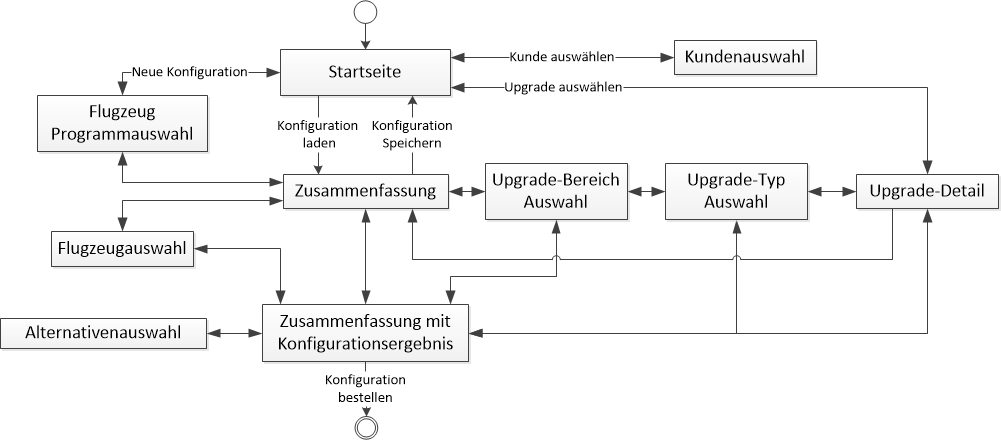 Startseite
Kunde auswählen
Kundenauswahl
Neue Konfiguration
Upgrade auswählen
Flugzeug
Programmauswahl
Konfiguration
laden
Konfiguration
Speichern
Zusammenfassung
Upgrade-Bereich
Auswahl
Upgrade-Typ
Auswahl
Upgrade-Detail
Flugzeugauswahl
Alternativenauswahl
Zusammenfassung mit
Konfigurationsergebnis
Konfiguration
bestellen